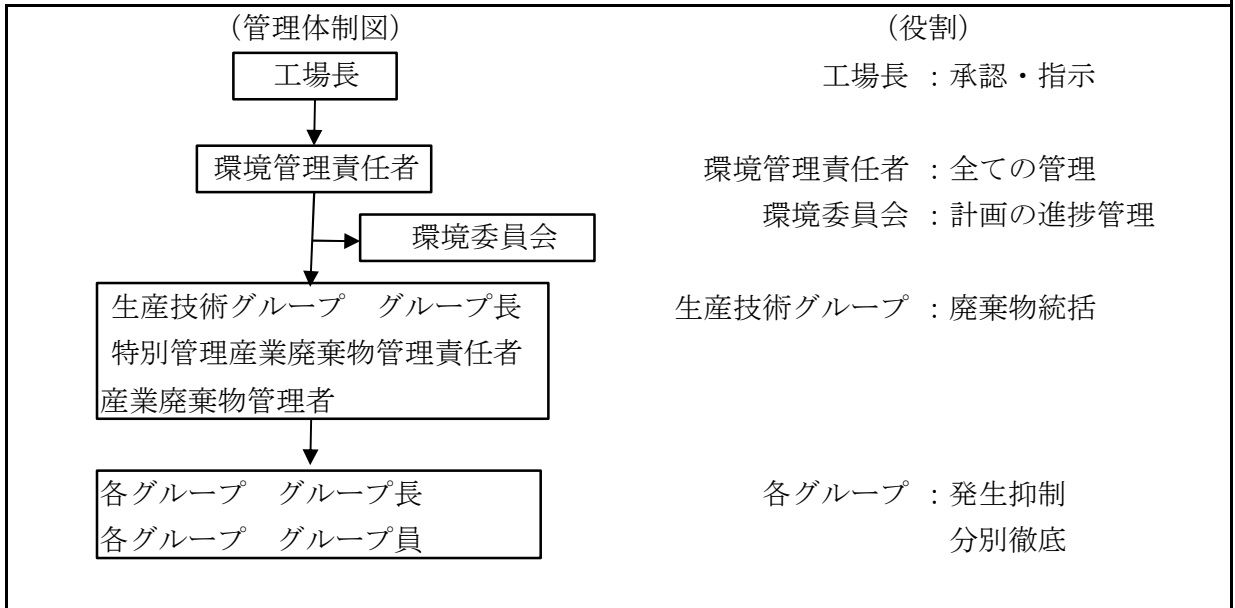 （管理体制図）　（役割）
工場長　工場長　：承認・指示
環境管理責任者　環境管理責任者　：全ての管理
環境委員会　：計画の進捗管理
環境委員会
生産技術グループ　グループ長　生産技術グループ　：廃棄物統括
特別管理産業廃棄物管理責任者
産業廃棄物管理者
各グループ　グループ長　各グループ　：発生抑制
各グループ　グループ員　分別徹底